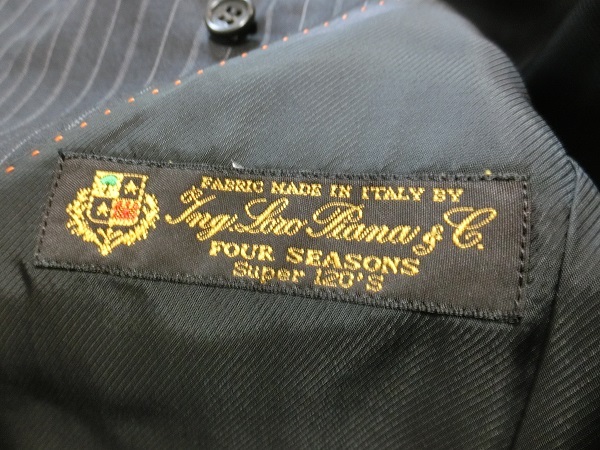 FABRIC MADE IN ITALY BY
Ing. Loro Piana & C.
FOUR SEASONS
Super 120'S